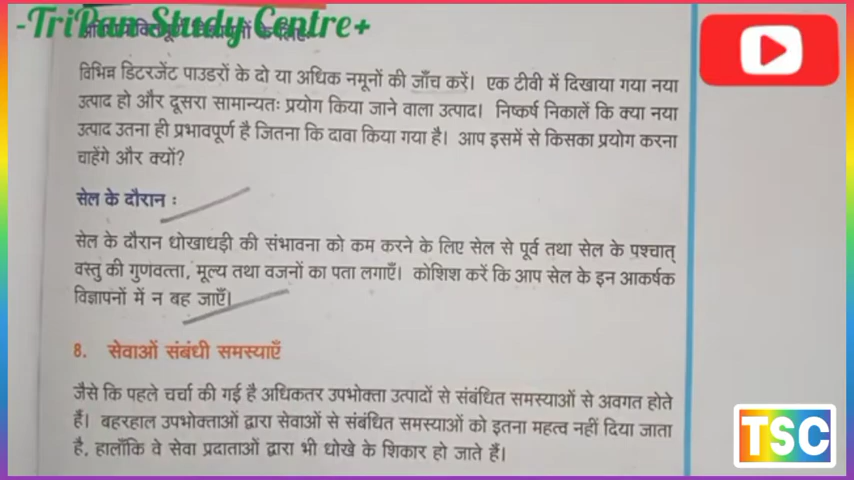 -TriPan Study Centre+
विभिन्न डिटरजेंट पाउडरों के दो या अधिक नमूनों की जाँच करें। एक टीवी में दिखाया गया नया
उत्पाद हो और दूसरा सामान्यतः प्रयोग किया जाने वाला उत्पाद। निष्कर्ष निकालें कि क्या नया
उत्पाद उतना ही प्रभावपूर्ण है जितना कि दावा किया गया है। आप इसमें से किसका प्रयोग करना
चाहेंगे और क्यों?
सेल के दौरान :
सेल के दौरान धोखाधड़ी की संभावना को कम करने के लिए सेल से पूर्व तथा सेल के पश्चात्
वस्तु की गुणवत्ता, मूल्य तथा वजनों का पता लगाएँ। कोशिश करें कि आप सेल के इन आकर्षक
विज्ञापनों में न बह जाएँ।
8. सेवाओं संबंधी समस्याएँ
जैसे कि पहले चर्चा की गई है अधिकतर उपभोक्ता उत्पादों से संबंधित समस्याओं से अवगत होते
हैं। बहरहाल उपभोक्ताओं द्वारा सेवाओं से संबंधित समस्याओं को इतना महत्व नहीं दिया जाता
है, हालाँकि वे सेवा प्रदाताओं द्वारा भी धोखे के शिकार हो जाते हैं।
TSC